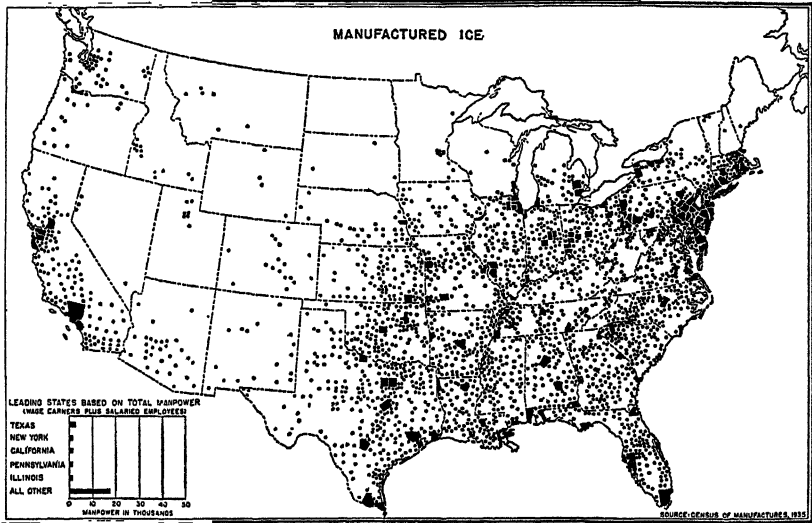 MANUFACTURED ICE
LEADING STATES BASED ON TOTAL MANPOWER
(WAGE EARNERS PLUS SALARIED EMPLOYEES)
TEXAS
NEW YORK
CALIFORNIA
PENNSYLVANIA
ILLINOIS
ALL OTHER
0 10 20 30 40 50
MANPOWER IN THOUSANDS
SOURCE: CENSUS OF MANUFACTURES, 1935